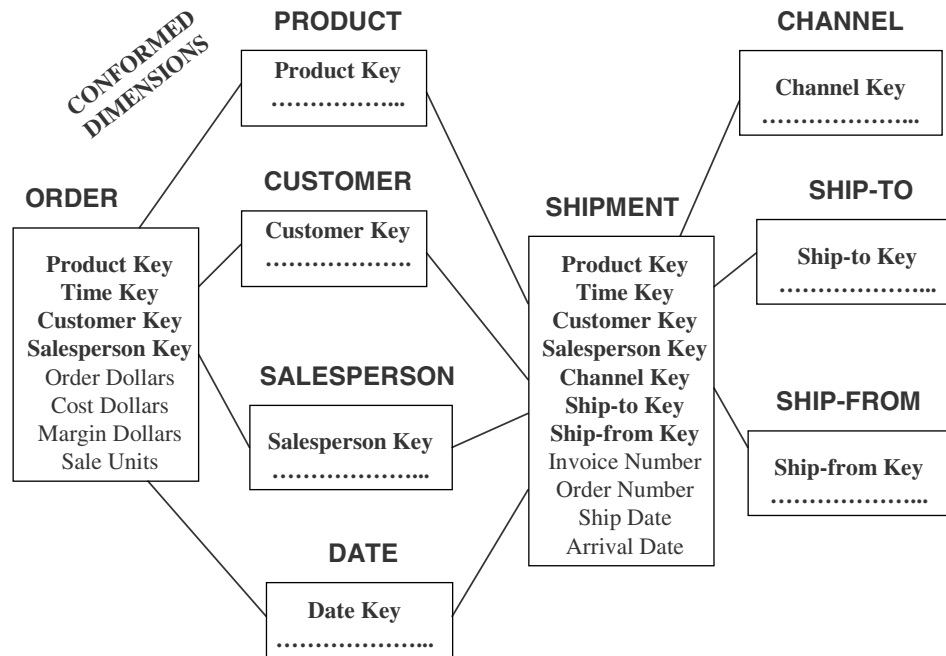 CONFORMED
DIMENSIONS
PRODUCT
Product Key
………………...
CUSTOMER
Customer Key
……………….
SALESPERSON
Salesperson Key
………………...
DATE
Date Key
………………...
ORDER
Product Key
Time Key
Customer Key
Salesperson Key
Order Dollars
Cost Dollars
Margin Dollars
Sale Units
SHIPMENT
Product Key
Time Key
Customer Key
Salesperson Key
Channel Key
Ship-to Key
Ship-from Key
Invoice Number
Order Number
Ship Date
Arrival Date
CHANNEL
Channel Key
………………...
SHIP-TO
Ship-to Key
………………...
SHIP-FROM
Ship-from Key
………………...